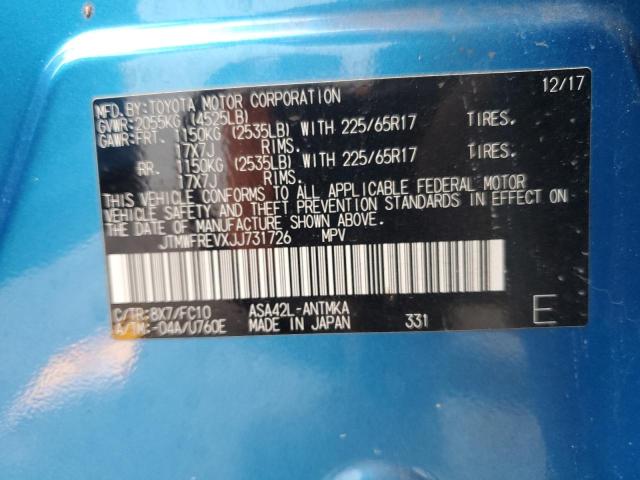 12/17
MFD.BY:TOYOTA MOTOR CORPORATION
GVWR:2055KG (4525LB)
GAWR:FRT. 1150KG (2535LB) WITH 225/65R17 TIRES.
17X7J RIMS.
RR. 1150KG (2535LB) WITH 225/65R17 TIRES.
17X7J RIMS.
THIS VEHICLE CONFORMS TO ALL APPLICABLE FEDERAL MOTOR
VEHICLE SAFETY AND THEFT PREVENTION STANDARDS IN EFFECT ON
THE DATE OF MANUFACTURE SHOWN ABOVE.
JTMWFREVXJJ731726 MPV
C/TR:8X7/FC10 ASA42L-ANTMKA
A/TM:-04A/U760E MADE IN JAPAN 331 E